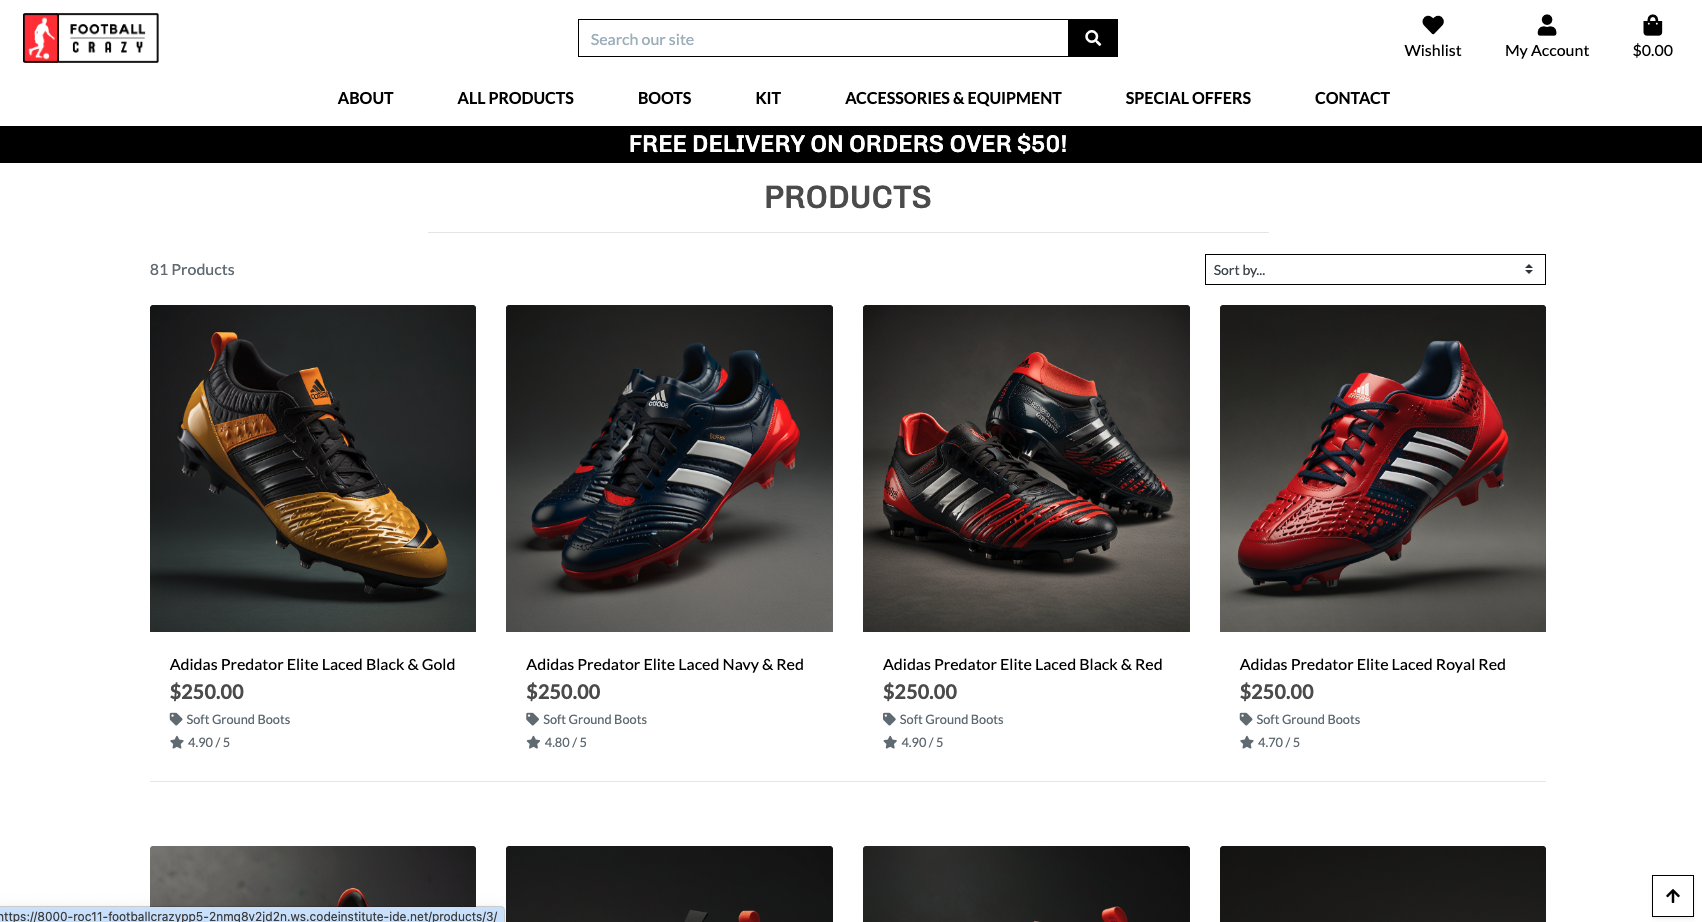 FOOTBALL
CRAZY
Search our site
Wishlist
My Account
$0.00
ABOUT
ALL PRODUCTS
BOOTS
KIT
ACCESSORIES & EQUIPMENT
SPECIAL OFFERS
CONTACT
FREE DELIVERY ON ORDERS OVER $50!
PRODUCTS
81 Products
Sort by...
Adidas Predator Elite Laced Black & Gold
$250.00
Soft Ground Boots
4.90 / 5
Adidas Predator Elite Laced Navy & Red
$250.00
Soft Ground Boots
4.80 / 5
Adidas Predator Elite Laced Black & Red
$250.00
Soft Ground Boots
4.90 / 5
Adidas Predator Elite Laced Royal Red
$250.00
Soft Ground Boots
4.70 / 5
https://8000-roc11-footballcrazypp5-2nmq8v2jd2n.ws.codeinstitute-ide.net/products/3/